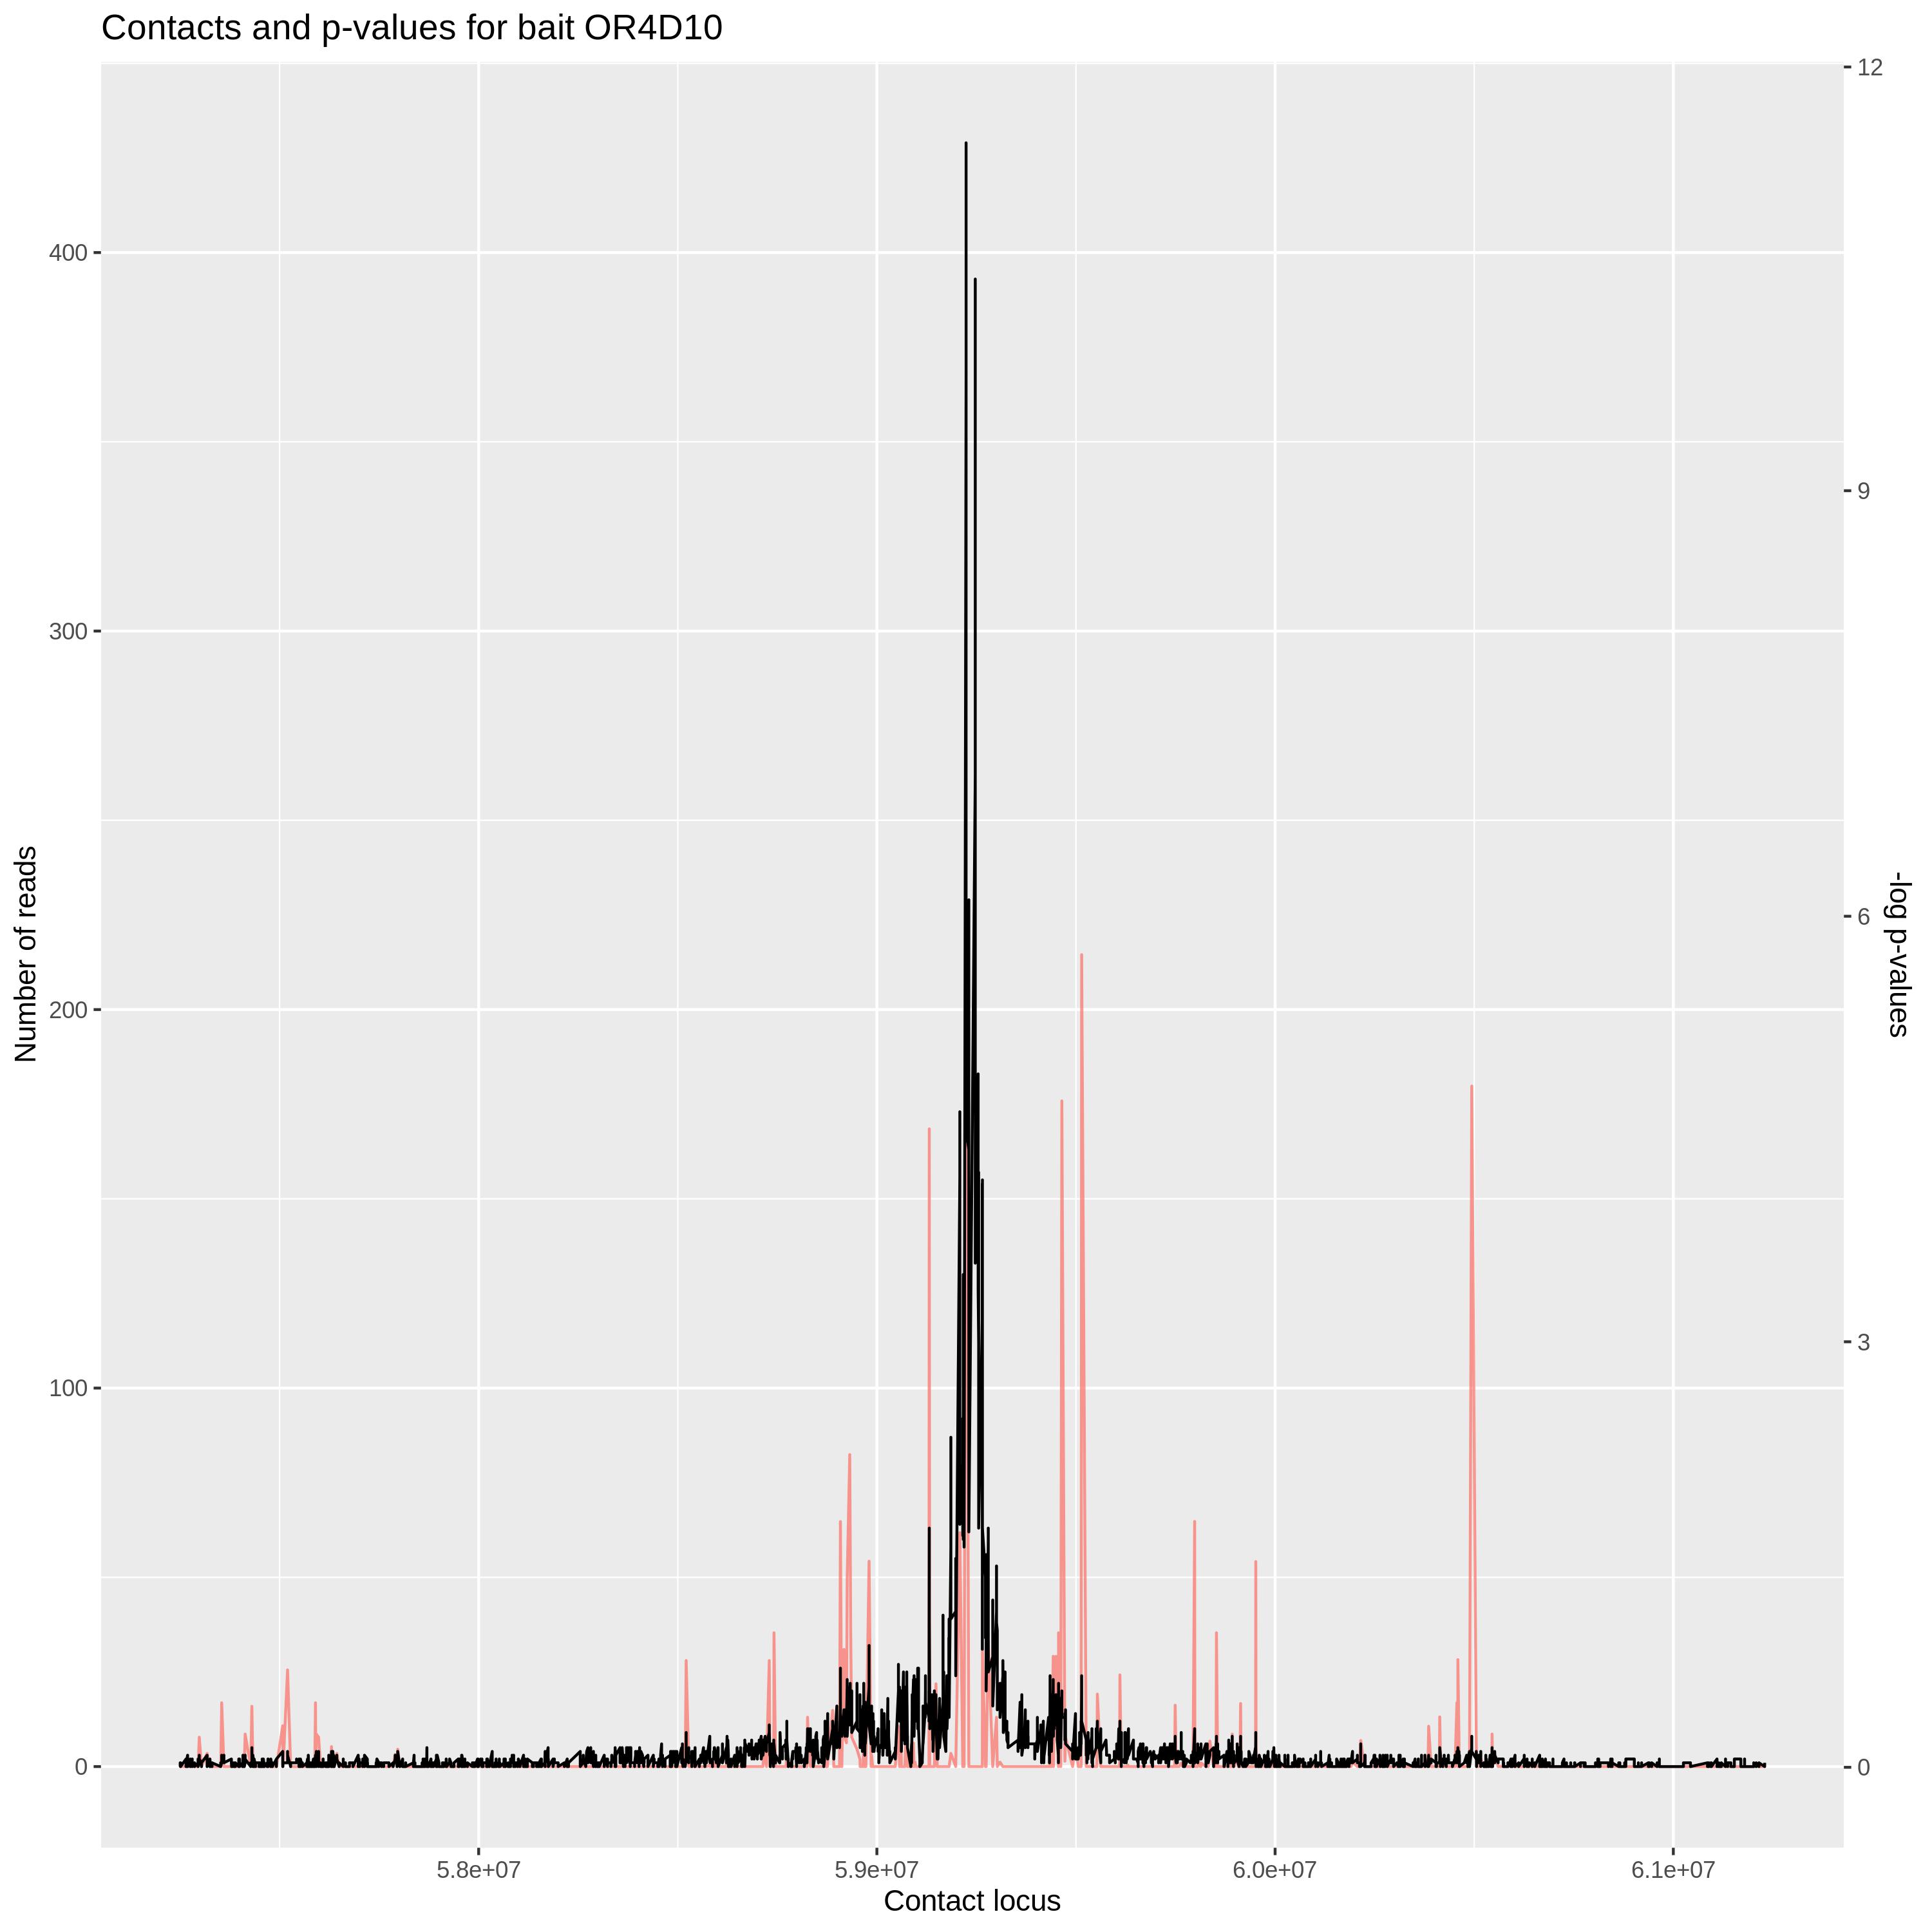 Contacts and p-values for bait OR4D10
12
400
9
300
Number of reads
-log p-values
6
200
3
100
0
0
5.8e+07
5.9e+07
6.0e+07
6.1e+07
Contact locus